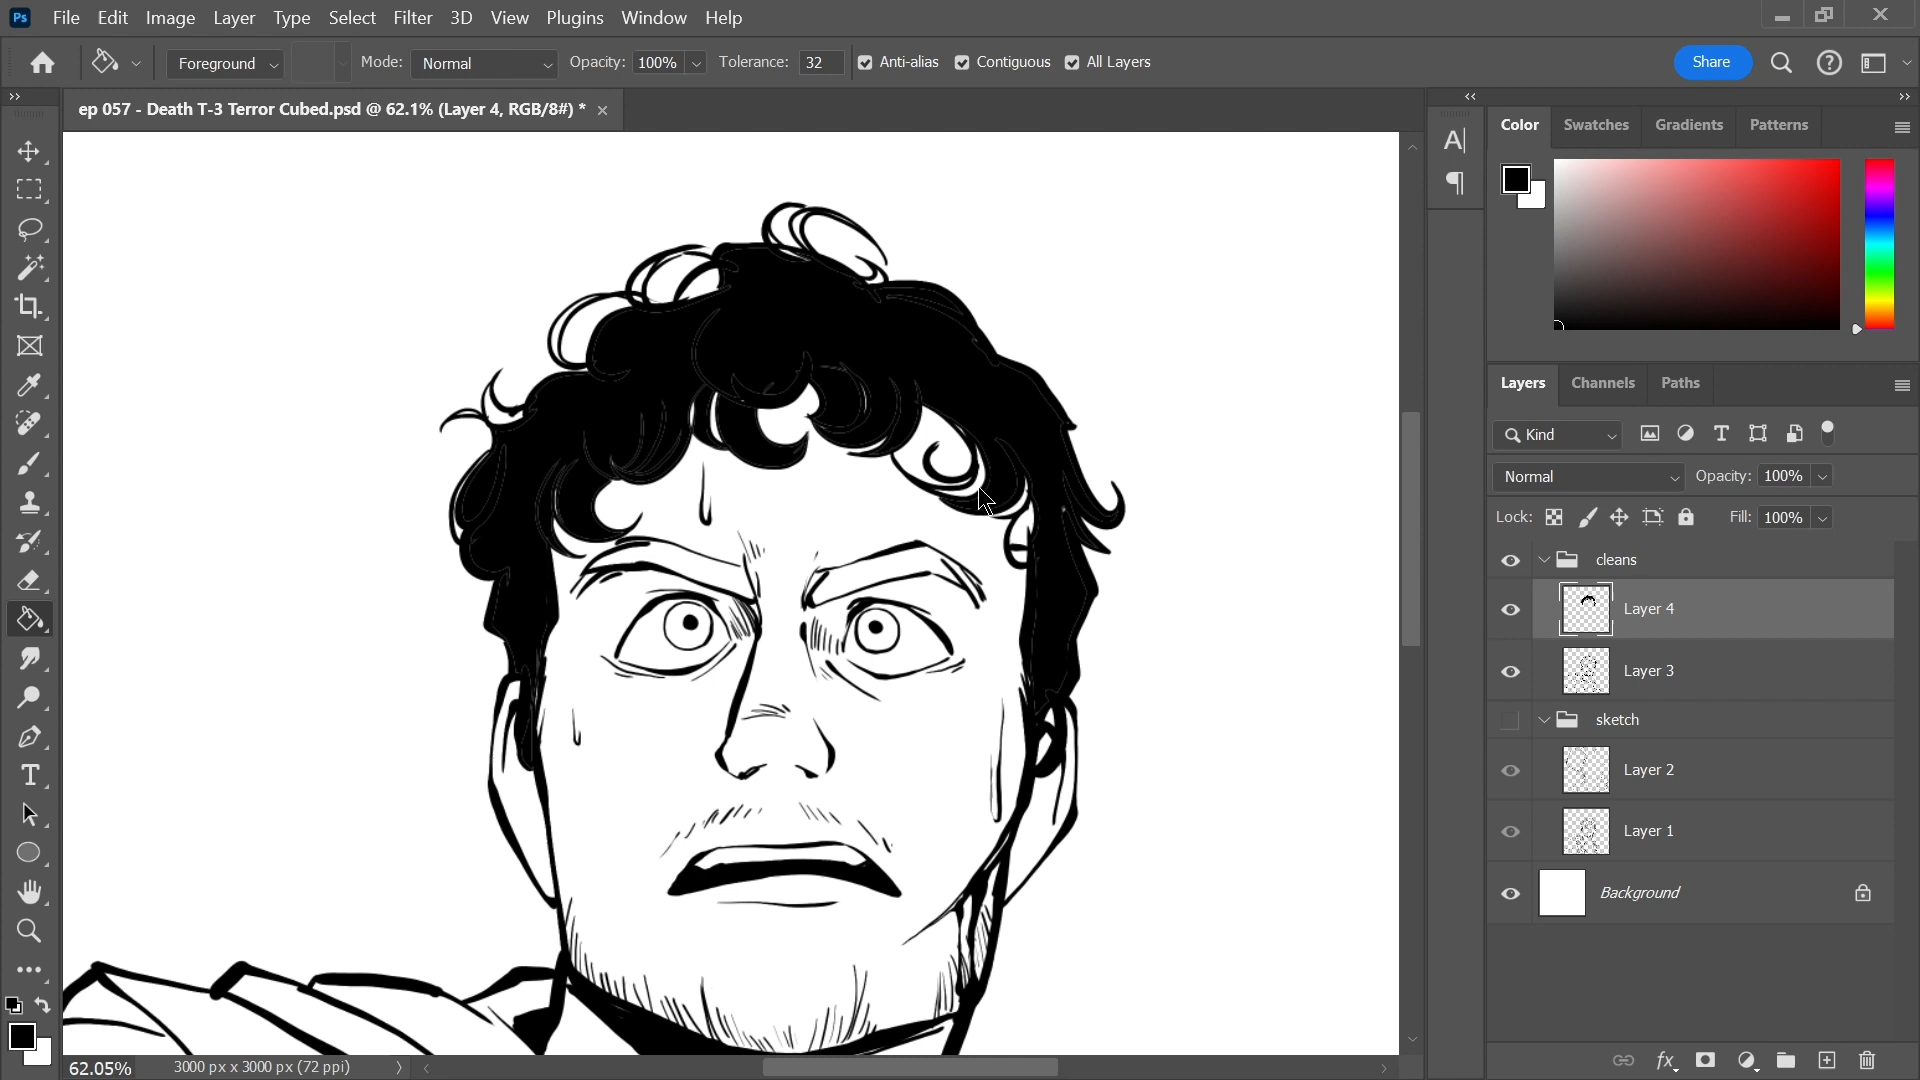 Ps File Edit Image Layer Type Select Filter 3D View Plugins Window Help
Foreground Mode: Normal Opacity: 100% Tolerance: 32 Anti-alias Contiguous All Layers Share
ep 057 - Death T-3 Terror Cubed.psd @ 62.1% (Layer 4, RGB/8#) *
Color Swatches Gradients Patterns
Layers Channels Paths
Kind
Normal Opacity: 100%
Lock: Fill: 100%
cleans
Layer 4
Layer 3
sketch
Layer 2
Layer 1
Background
62.05% 3000 px x 3000 px (72 ppi)